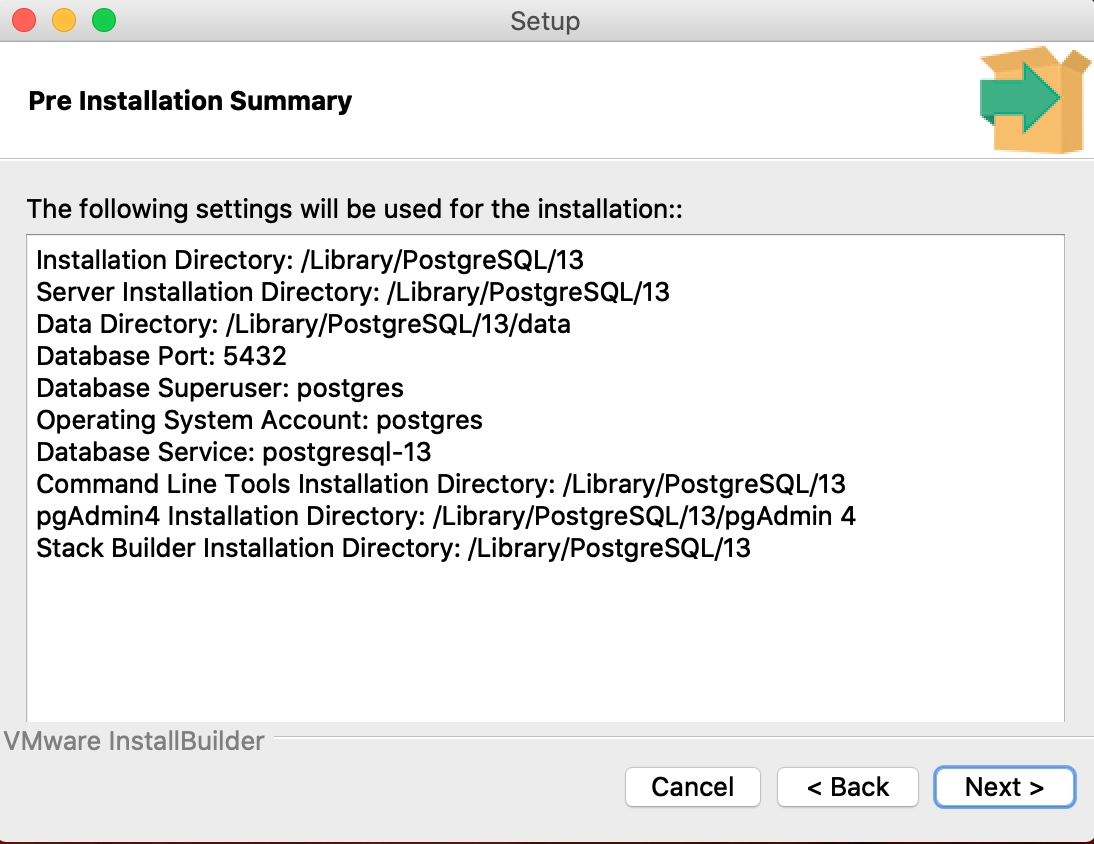 Setup
Pre Installation Summary
The following settings will be used for the installation::
Installation Directory: /Library/PostgreSQL/13
Server Installation Directory: /Library/PostgreSQL/13
Data Directory: /Library/PostgreSQL/13/data
Database Port: 5432
Database Superuser: postgres
Operating System Account: postgres
Database Service: postgresql-13
Command Line Tools Installation Directory: /Library/PostgreSQL/13
pgAdmin4 Installation Directory: /Library/PostgreSQL/13/pgAdmin 4
Stack Builder Installation Directory: /Library/PostgreSQL/13
VMware InstallBuilder
Cancel < Back Next >